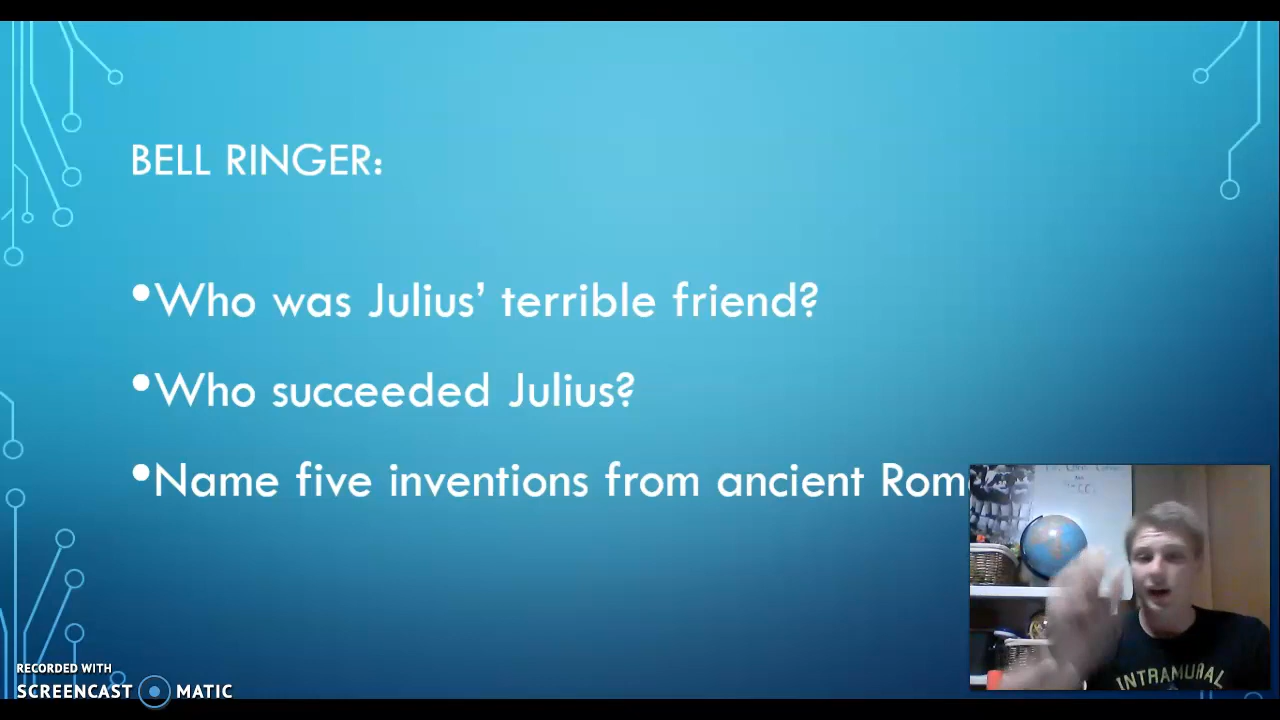 BELL RINGER:
•Who was Julius' terrible friend?
•Who succeeded Julius?
•Name five inventions from ancient Rom
INTRAMURAL
RECORDED WITH
SCREENCAST MATIC